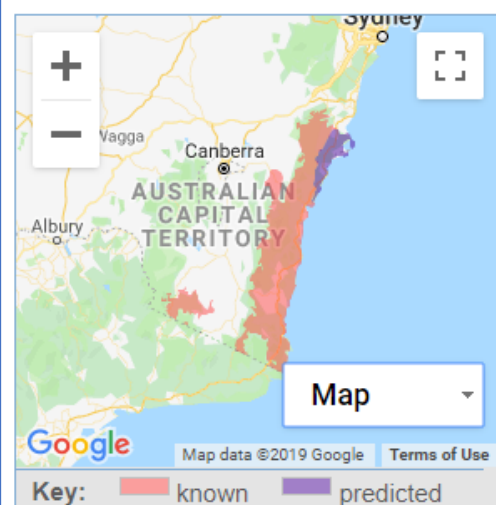 Sydney
Wagga
Canberra
AUSTRALIAN
CAPITAL
TERRITORY
Albury
Map
Google
Map data ©2019 Google
Terms of Use
Key: known predicted